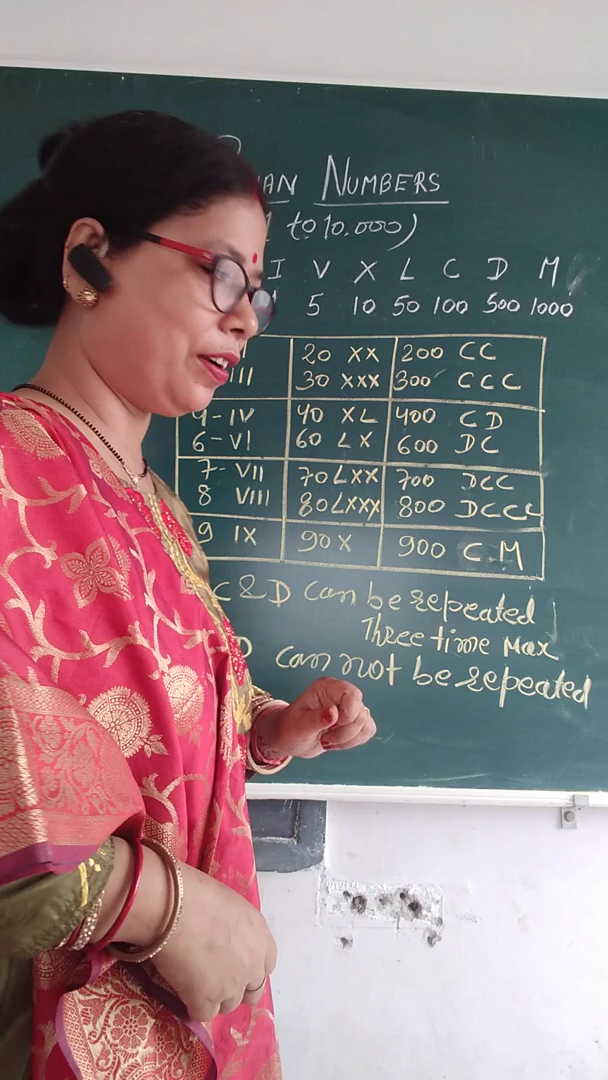 NUMBERS
to 10.000)
I V X L C D M
5 10 50 100 500 1000
20 XX 200 CC
III 30 XXX 300 CCC
4-IV 40 XL 400 CD
6-VI 60 LX 600 DC
7-VII 70 LXX 700 DCC
8 VIII 80 LXXX 800 DCCC
9 IX 90 X 900 CM
C & D can be repeated
Three time Max
D can not be repeated